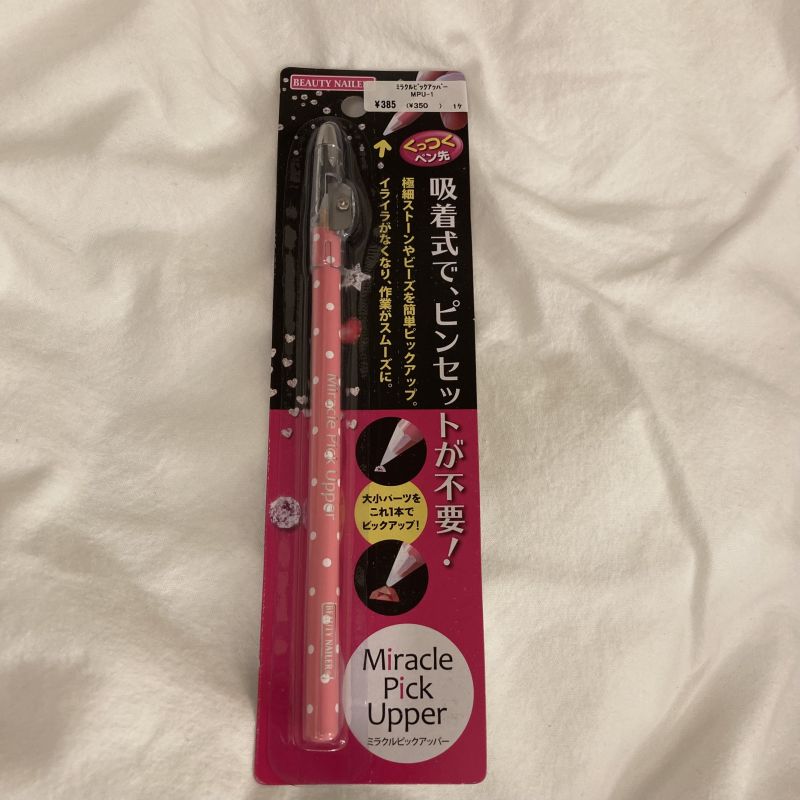 BEAUTY NAILER
ミラクルピックアッパー
MPU-1
¥385 (¥350 ) 1ケ
くっつく
ペン先
吸着式で、ピンセットが不要!
極細ストーンやビーズを簡単ピックアップ。
イライラがなくなり、作業がスムーズに。
Miracle Pick Upper
BEAUTY NAILER
大小パーツを
これ1本で
ピックアップ!
Miracle
Pick
Upper
ミラクルピックアッパー